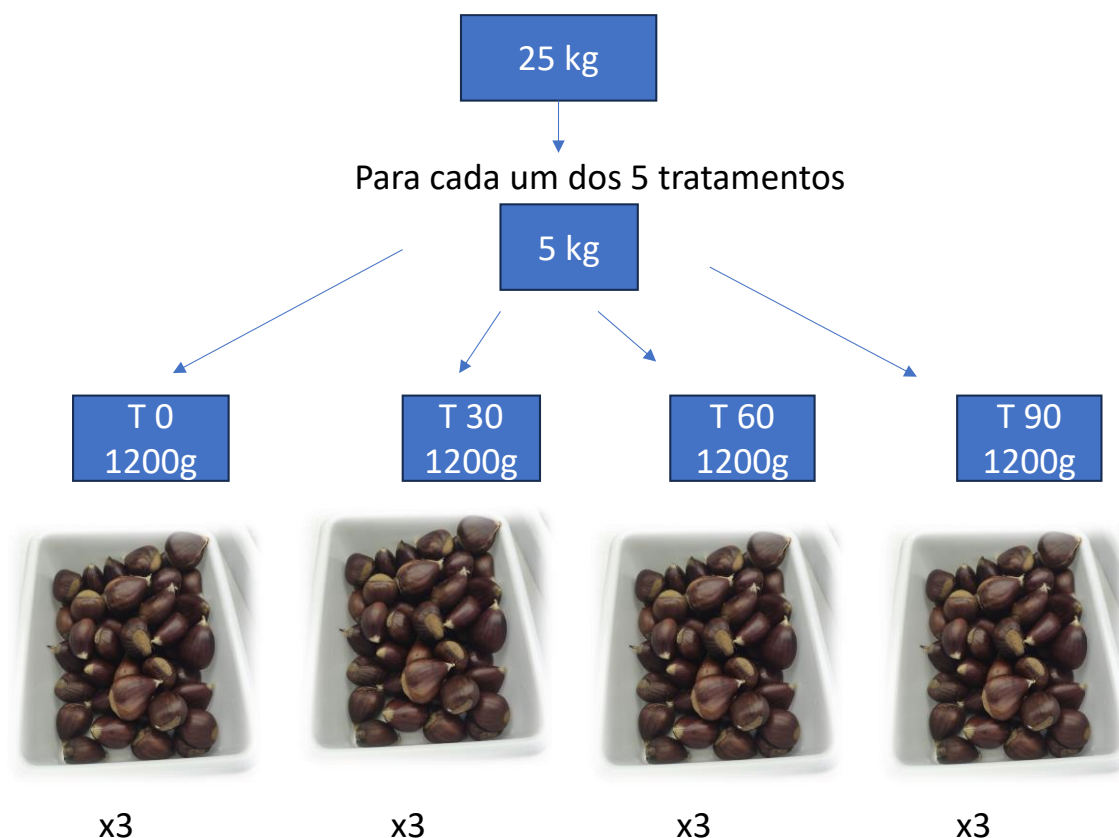 25 kg
Para cada um dos 5 tratamentos
5 kg
T 0
1200g
T 30
1200g
T 60
1200g
T 90
1200g
x3
x3
x3
x3